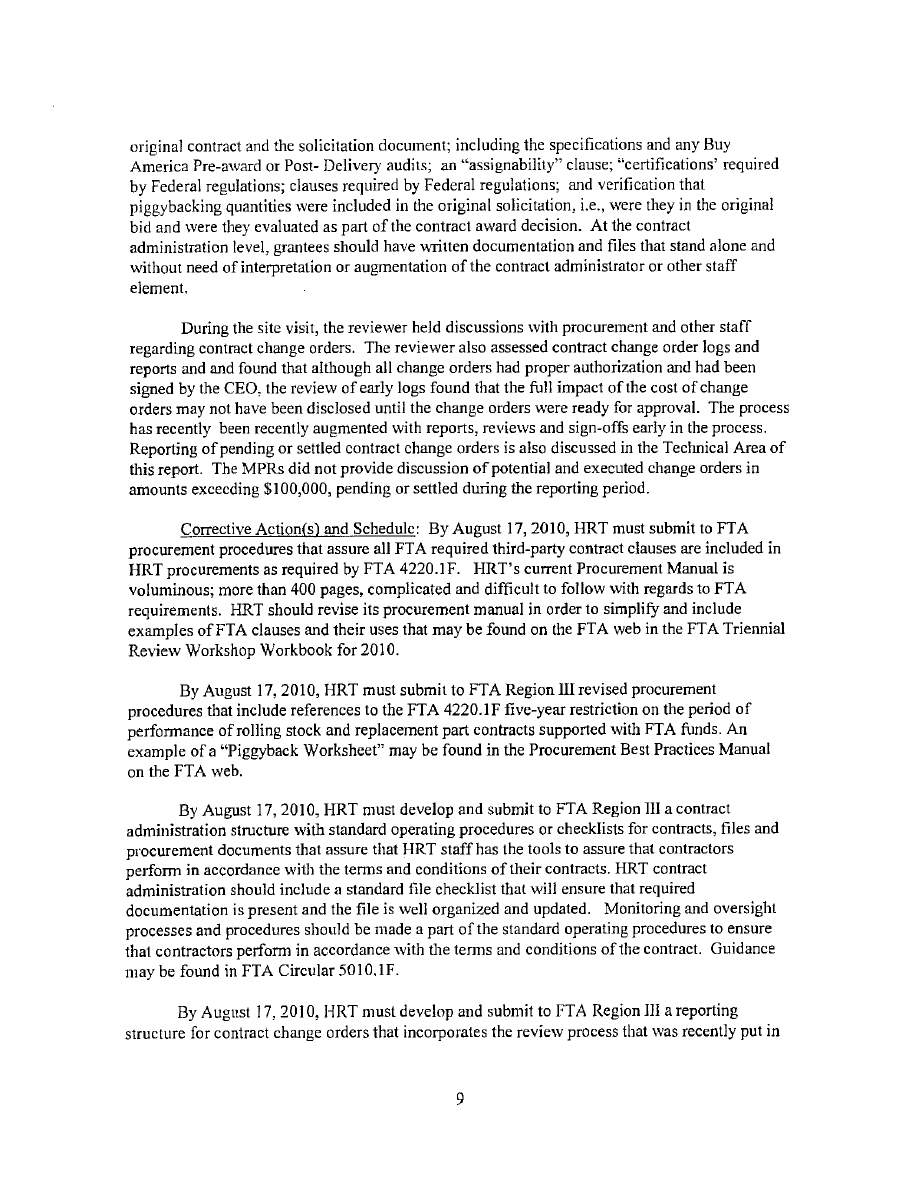 original contract and the solicitation document; including the specifications and any Buy
America Pre-award or Post- Delivery audits; an “assignability” clause; “certifications’ required
by Federal regulations; clauses required by Federal regulations; and verification that
piggybacking quantities were included in the original solicitation, i.e., were they in the original
bid and were they evaluated as part of the contract award decision. At the contract
administration level, grantees should have written documentation and files that stand alone and
without need of interpretation or augmentation of the contract administrator or other staff
element.
During the site visit, the reviewer held discussions with procurement and other staff
regarding contract change orders. The reviewer also assessed contract change order logs and
reports and and found that although all change orders had proper authorization and had been
signed by the CEO, the review of early logs found that the full impact of the cost of change
orders may not have been disclosed until the change orders were ready for approval. The process
has recently been recently augmented with reports, reviews and sign-offs early in the process.
Reporting of pending or settled contract change orders is also discussed in the Technical Area of
this report. The MPRs did not provide discussion of potential and executed change orders in
amounts exceeding $100,000, pending or settled during the reporting period.
Corrective Action(s) and Schedule: By August 17, 2010, HRT must submit to FTA
procurement procedures that assure all FTA required third-party contract clauses are included in
HRT procurements as required by FTA 4220.1F. HRT’s current Procurement Manual is
voluminous; more than 400 pages, complicated and difficult to follow with regards to FTA
requirements. HRT should revise its procurement manual in order to simplify and include
examples of FTA clauses and their uses that may be found on the FTA web in the FTA Triennial
Review Workshop Workbook for 2010.
By August 17, 2010, HRT must submit to FTA Region III revised procurement
procedures that include references to the FTA 4220.1F five-year restriction on the period of
performance of rolling stock and replacement part contracts supported with FTA funds. An
example of a “Piggyback Worksheet” may be found in the Procurement Best Practices Manual
on the FTA web.
By August 17, 2010, HRT must develop and submit to FTA Region III a contract
administration structure with standard operating procedures or checklists for contracts, files and
procurement documents that assure that HRT staff has the tools to assure that contractors
perform in accordance with the terms and conditions of their contracts. HRT contract
administration should include a standard file checklist that will ensure that required
documentation is present and the file is well organized and updated. Monitoring and oversight
processes and procedures should be made a part of the standard operating procedures to ensure
that contractors perform in accordance with the terms and conditions of the contract. Guidance
may be found in FTA Circular 5010.1F.
By August 17, 2010, HRT must develop and submit to FTA Region III a reporting
structure for contract change orders that incorporates the review process that was recently put in
9